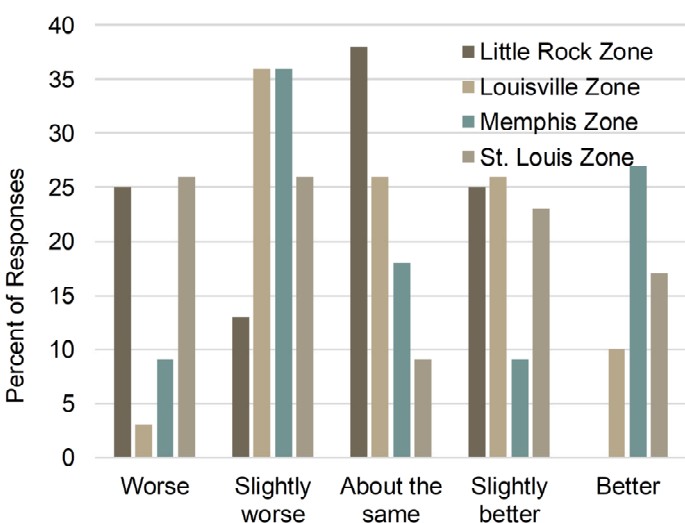 40
35
30
25
20
15
10
5
0
Percent of Responses
Little Rock Zone
Louisville Zone
Memphis Zone
St. Louis Zone
Worse
Slightly
worse
About the
same
Slightly
better
Better